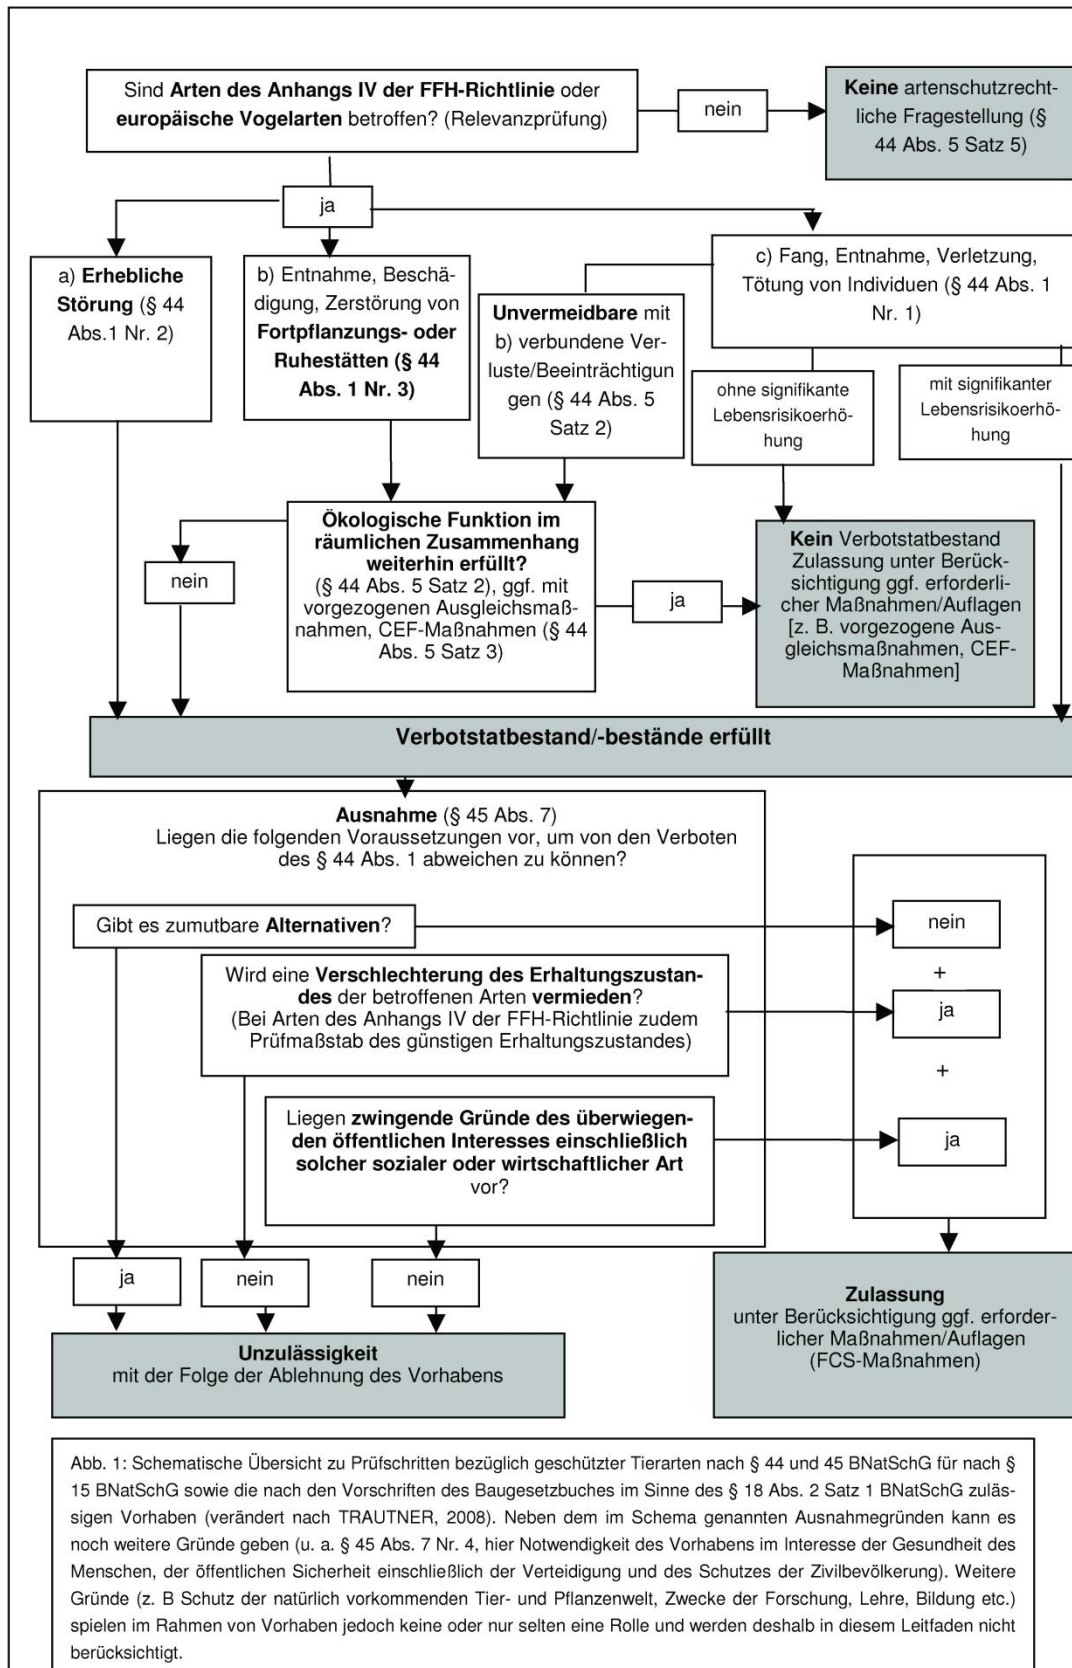 Sind Arten des Anhangs IV der FFH-Richtlinie oder
europäische Vogelarten betroffen? (Relevanzprüfung)
nein
Keine artenschutzrecht-
liche Fragestellung (§
44 Abs. 5 Satz 5)
ja
a) Erhebliche
Störung (§ 44
Abs.1 Nr. 2)
b) Entnahme, Beschä-
digung, Zerstörung von
Fortpflanzungs- oder
Ruhestätten (§ 44
Abs. 1 Nr. 3)
Unvermeidbare mit
b) verbundene Ver-
luste/Beeinträchtigun
gen (§ 44 Abs. 5
Satz 2)
c) Fang, Entnahme, Verletzung,
Tötung von Individuen (§ 44 Abs. 1
Nr. 1)
ohne signifikante
Lebensrisikoerhö-
hung
mit signifikanter
Lebensrisikoerhö-
hung
Ökologische Funktion im
räumlichen Zusammenhang
weiterhin erfüllt?
(§ 44 Abs. 5 Satz 2), ggf. mit
vorgezogenen Ausgleichsmaß-
nahmen, CEF-Maßnahmen (§ 44
Abs. 5 Satz 3)
nein
ja
Kein Verbotstatbestand
Zulassung unter Berück-
sichtigung ggf. erforderli-
cher Maßnahmen/Auflagen
[z. B. vorgezogene Aus-
gleichsmaßnahmen, CEF-
Maßnahmen]
Verbotstatbestand/-bestände erfüllt
Ausnahme (§ 45 Abs. 7)
Liegen die folgenden Voraussetzungen vor, um von den Verboten
des § 44 Abs. 1 abweichen zu können?
Gibt es zumutbare Alternativen?
nein
+
Wird eine Verschlechterung des Erhaltungszustan-
des der betroffenen Arten vermieden?
(Bei Arten des Anhangs IV der FFH-Richtlinie zudem
Prüfmaßstab des günstigen Erhaltungszustandes)
ja
+
Liegen zwingende Gründe des überwiegen-
den öffentlichen Interesses einschließlich
solcher sozialer oder wirtschaftlicher Art
vor?
ja
ja
nein
nein
Unzulässigkeit
mit der Folge der Ablehnung des Vorhabens
Zulassung
unter Berücksichtigung ggf. erforder-
licher Maßnahmen/Auflagen
(FCS-Maßnahmen)
Abb. 1: Schematische Übersicht zu Prüfschritten bezüglich geschützter Tierarten nach § 44 und 45 BNatSchG für nach §
15 BNatSchG sowie die nach den Vorschriften des Baugesetzbuches im Sinne des § 18 Abs. 2 Satz 1 BNatSchG zuläs-
sigen Vorhaben (verändert nach TRAUTNER, 2008). Neben dem im Schema genannten Ausnahmegründen kann es
noch weitere Gründe geben (u. a. § 45 Abs. 7 Nr. 4, hier Notwendigkeit des Vorhabens im Interesse der Gesundheit des
Menschen, der öffentlichen Sicherheit einschließlich der Verteidigung und des Schutzes der Zivilbevölkerung). Weitere
Gründe (z. B Schutz der natürlich vorkommenden Tier- und Pflanzenwelt, Zwecke der Forschung, Lehre, Bildung etc.)
spielen im Rahmen von Vorhaben jedoch keine oder nur selten eine Rolle und werden deshalb in diesem Leitfaden nicht
berücksichtigt.